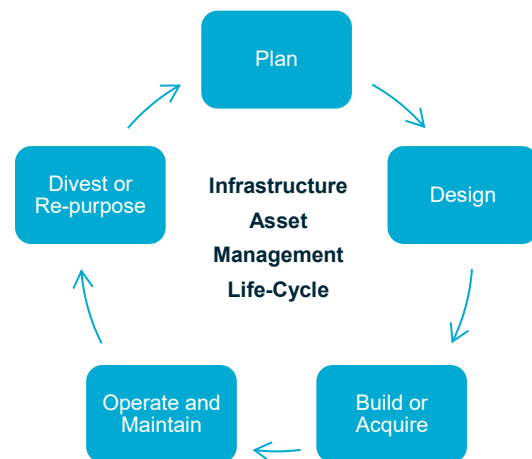 Plan
Design
Build or
Acquire
Operate and
Maintain
Divest or
Re-purpose
Infrastructure
Asset
Management
Life-Cycle